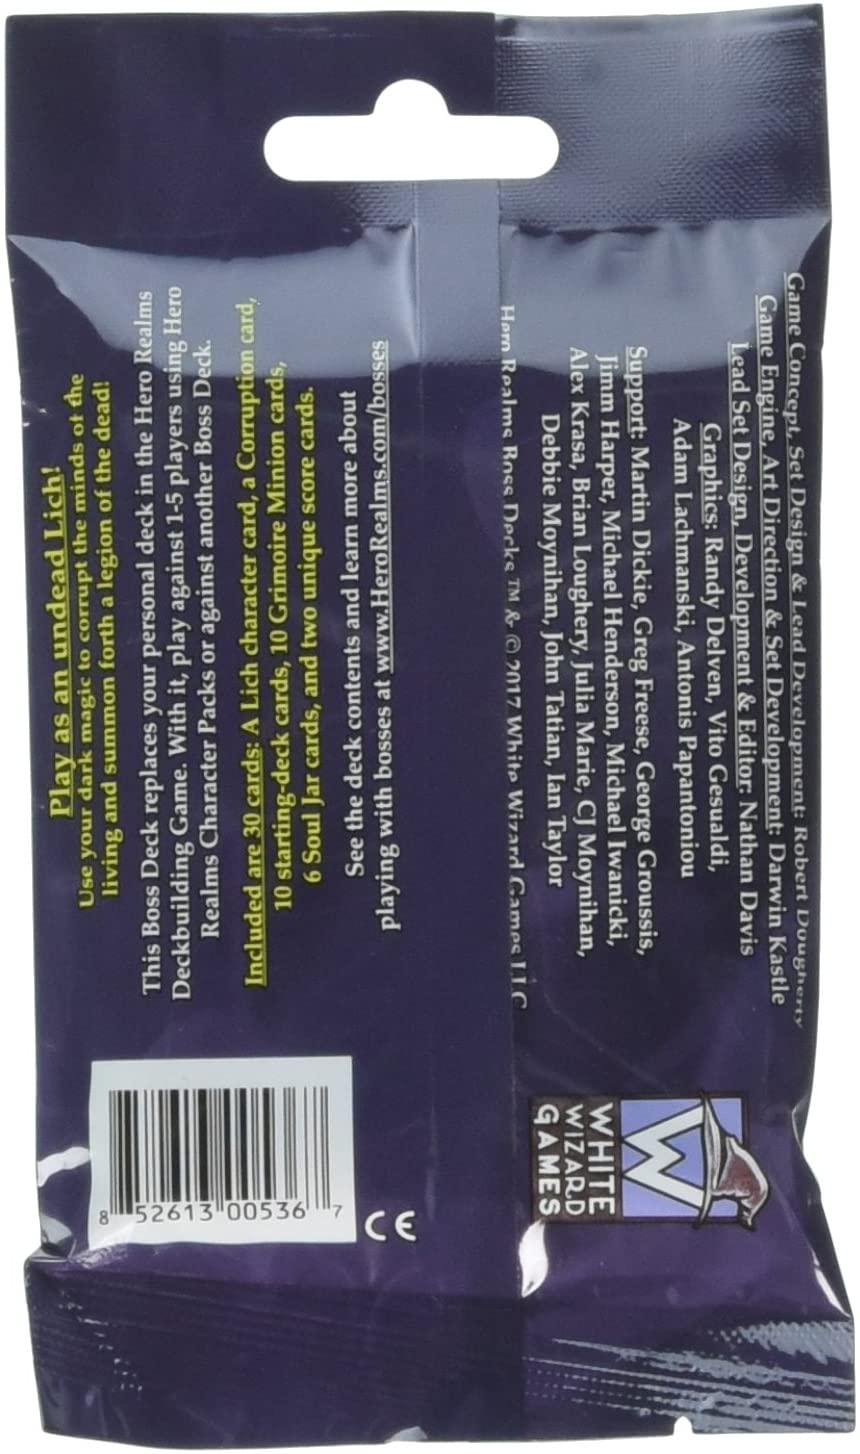 Play as an undead Lich!
Use your dark magic to corrupt the minds of the
living and summon forth a legion of the dead!
This Boss Deck replaces your personal deck in the Hero Realms
Deckbuilding Game. With it, play against 1-5 players using Hero
Realms Character Packs or against another Boss Deck.
Included are 30 cards: A Lich character card, a Corruption card,
10 starting-deck cards, 10 Grimoire Minion cards,
6 Soul Jar cards, and two unique score cards.
See the deck contents and learn more about
playing with bosses at www.HeroRealms.com/bosses
Game Concept, Set Design & Lead Development: Robert Dougherty
Game Engine, Art Direction & Set Development: Darwin Kastle
Lead Set Design, Development & Editor: Nathan Davis
Graphics: Randy Delven, Vito Gesualdi,
Adam Lachmanski, Antonis Papantoniou
Support: Martin Dickie, Greg Freese, George Groussis,
Jimm Harper, Michael Henderson, Michael Iwanicki,
Alex Krasa, Brian Loughery, Julia Marie, CJ Moynihan,
Debbie Moynihan, John Tatian, Ian Taylor
Hero Realms Boss Decks ™ & © 2017 White Wizard Games LLC
8 52613 00536 7
CE
W
WHITE
WIZARD
GAMES